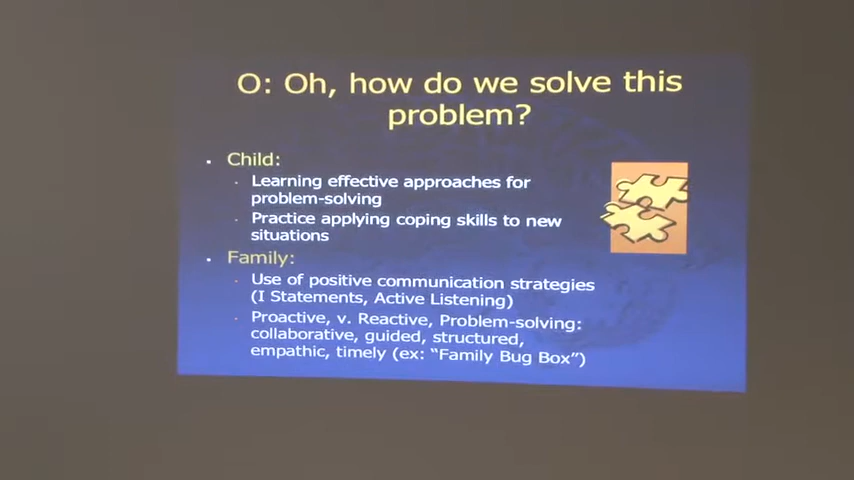 O: Oh, how do we solve this
problem?
Child:
Learning effective approaches for
problem-solving
Practice applying coping skills to new
situations
Family:
Use of positive communication strategies
(I Statements, Active Listening)
Proactive, v. Reactive, Problem-solving:
collaborative, guided, structured,
empathic, timely (ex: “Family Bug Box”)